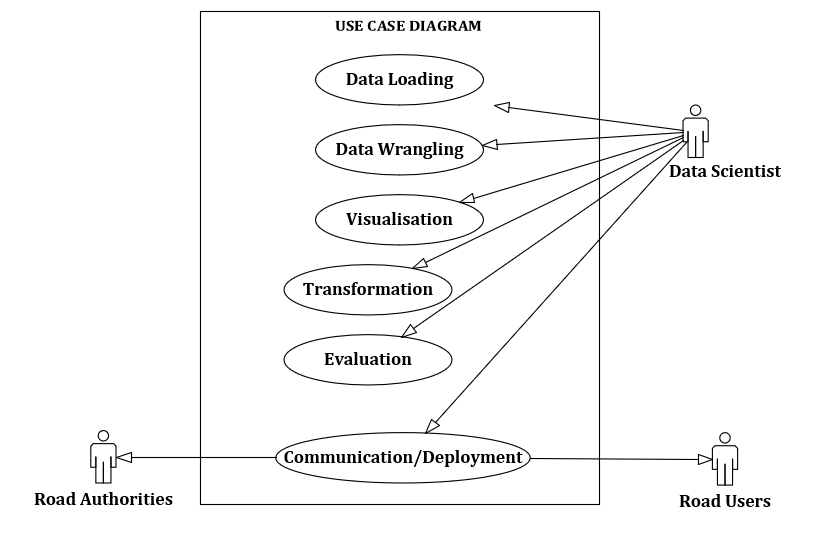 USE CASE DIAGRAM
Data Loading
Data Wrangling
Data Scientist
Visualisation
Transformation
Evaluation
Communication/Deployment
Road Authorities
Road Users